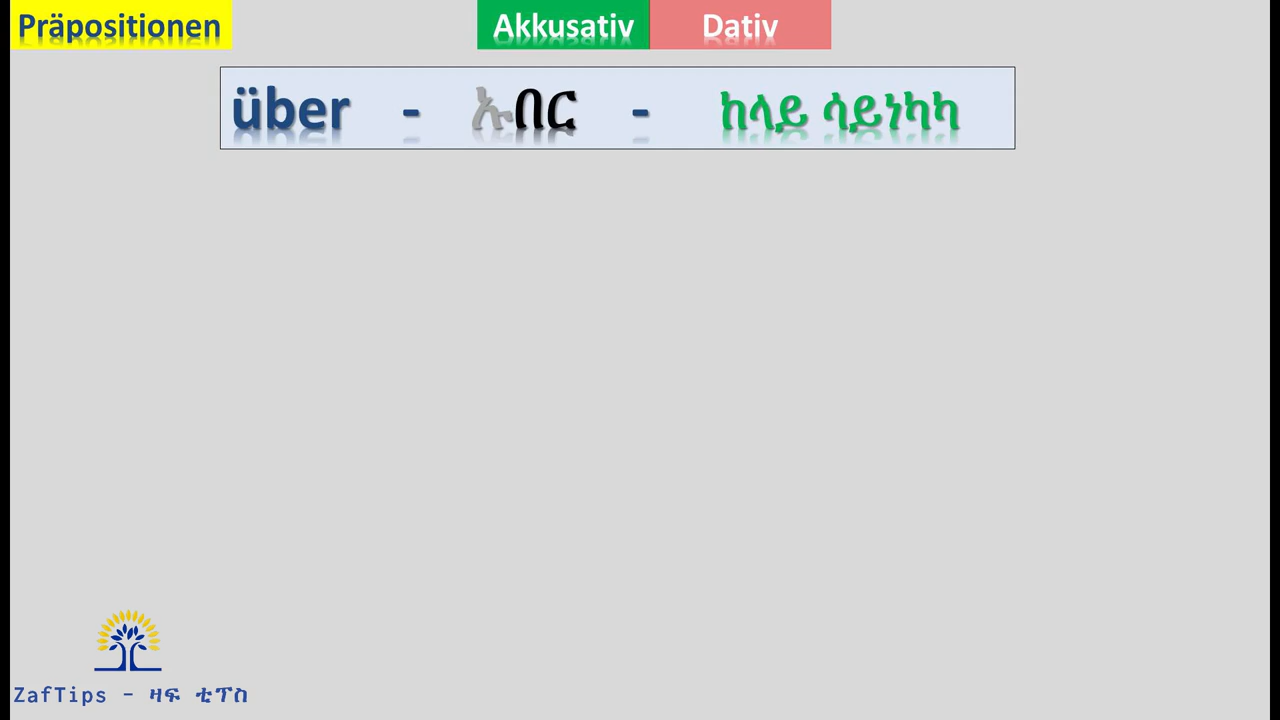 Präpositionen Akkusativ Dativ
über - ኡበር - ከላይ ሳይነካካ
ZafTips - ዛፍ ቲፕስ